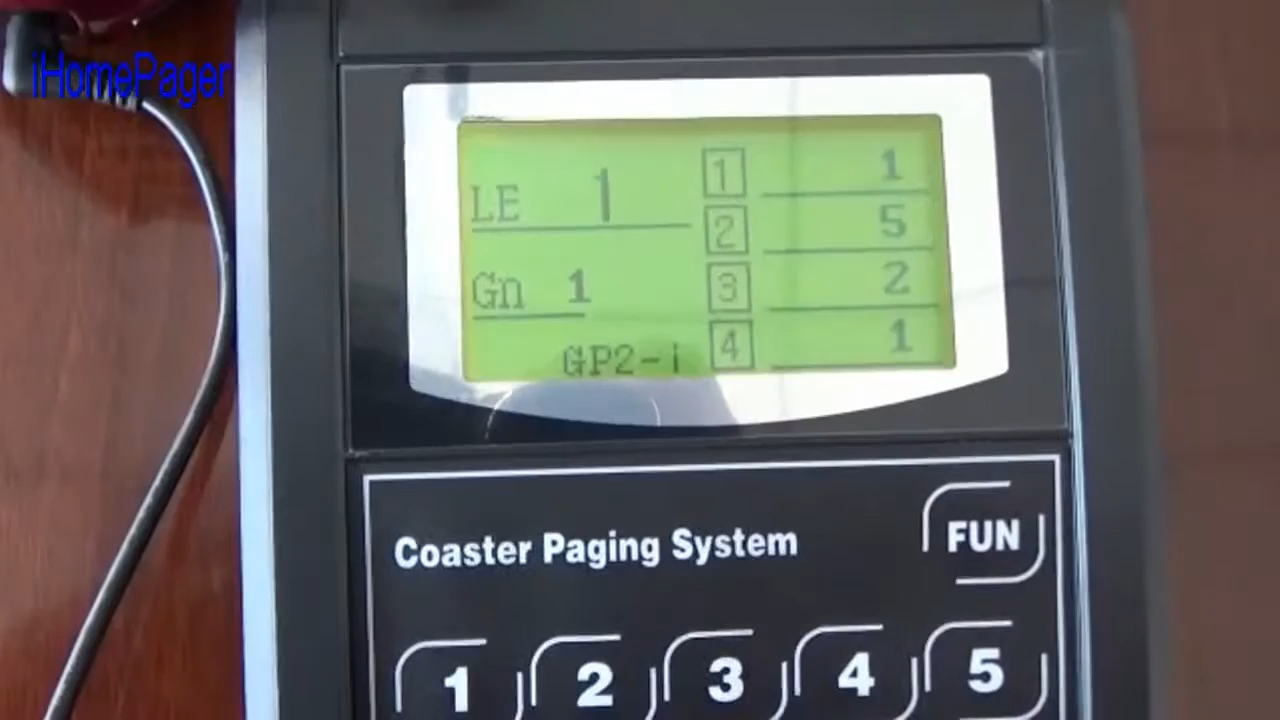 iHomePager
LE 1
Gn 1
GP2-i
1 1
2 5
3 2
4 1
Coaster Paging System
FUN
1 2 3 4 5